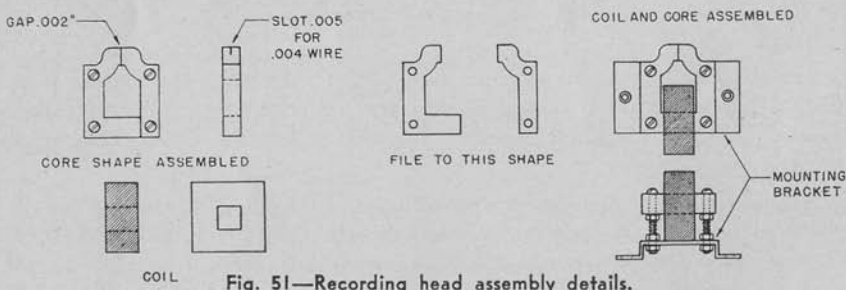 GAP.002"
SLOT.005
FOR
.004 WIRE
COIL AND CORE ASSEMBLED
CORE SHAPE ASSEMBLED
FILE TO THIS SHAPE
MOUNTING
BRACKET
COIL
Fig. 51—Recording head assembly details.